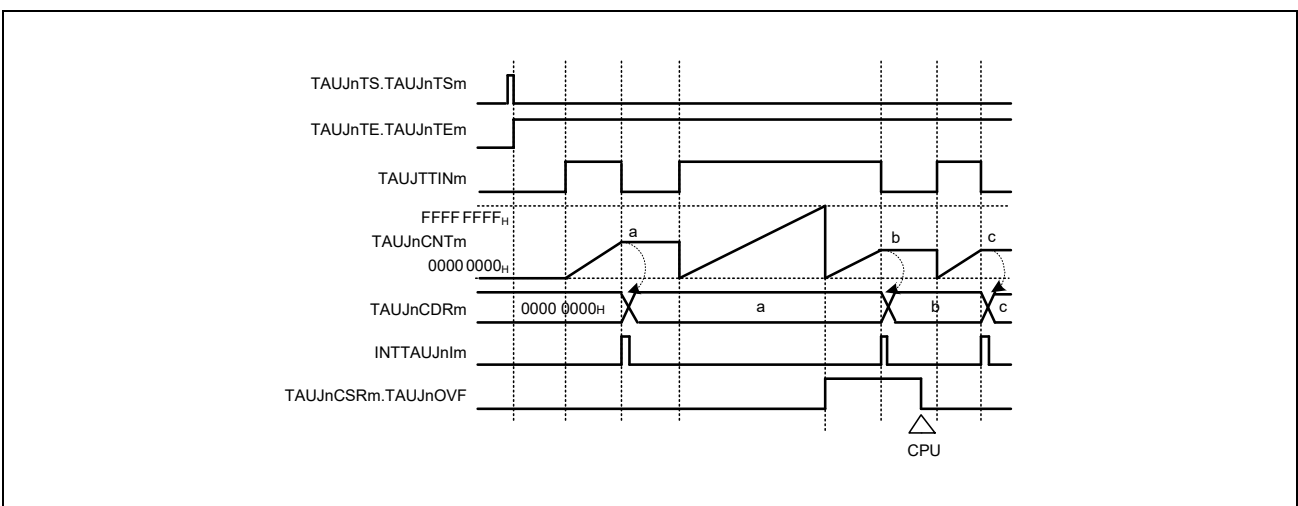 TAUJnTS.TAUJnTSm
TAUJnTE.TAUJnTEm
TAUJTTINm
FFFF FFFFH
TAUJnCNTm
0000 0000H
a
b
c
TAUJnCDRm
0000 0000H
a
b
c
INTTAUJnIm
TAUJnCSRm.TAUJnOVF
CPU